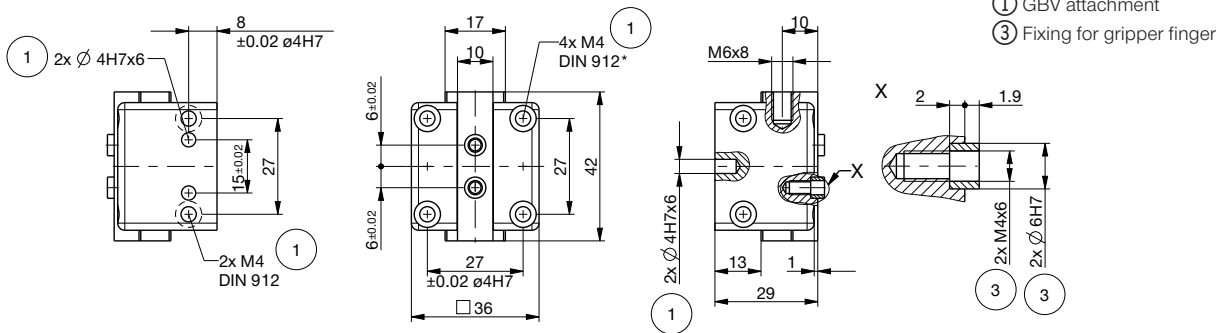 ① GBV attachment
③ Fixing for gripper finger
8
±0.02 ø4H7
1
2x Ø 4H7x6
15±0.02
27
2x M4
DIN 912
1
17
10
4x M4
DIN 912*
1
6±0.02
6±0.02
27
42
27
±0.02 ø4H7
□ 36
10
M6x8
X
2x Ø 4H7x6
1
13
1
29
X
2
1.9
2x M4x6
3
2x Ø 6H7
3